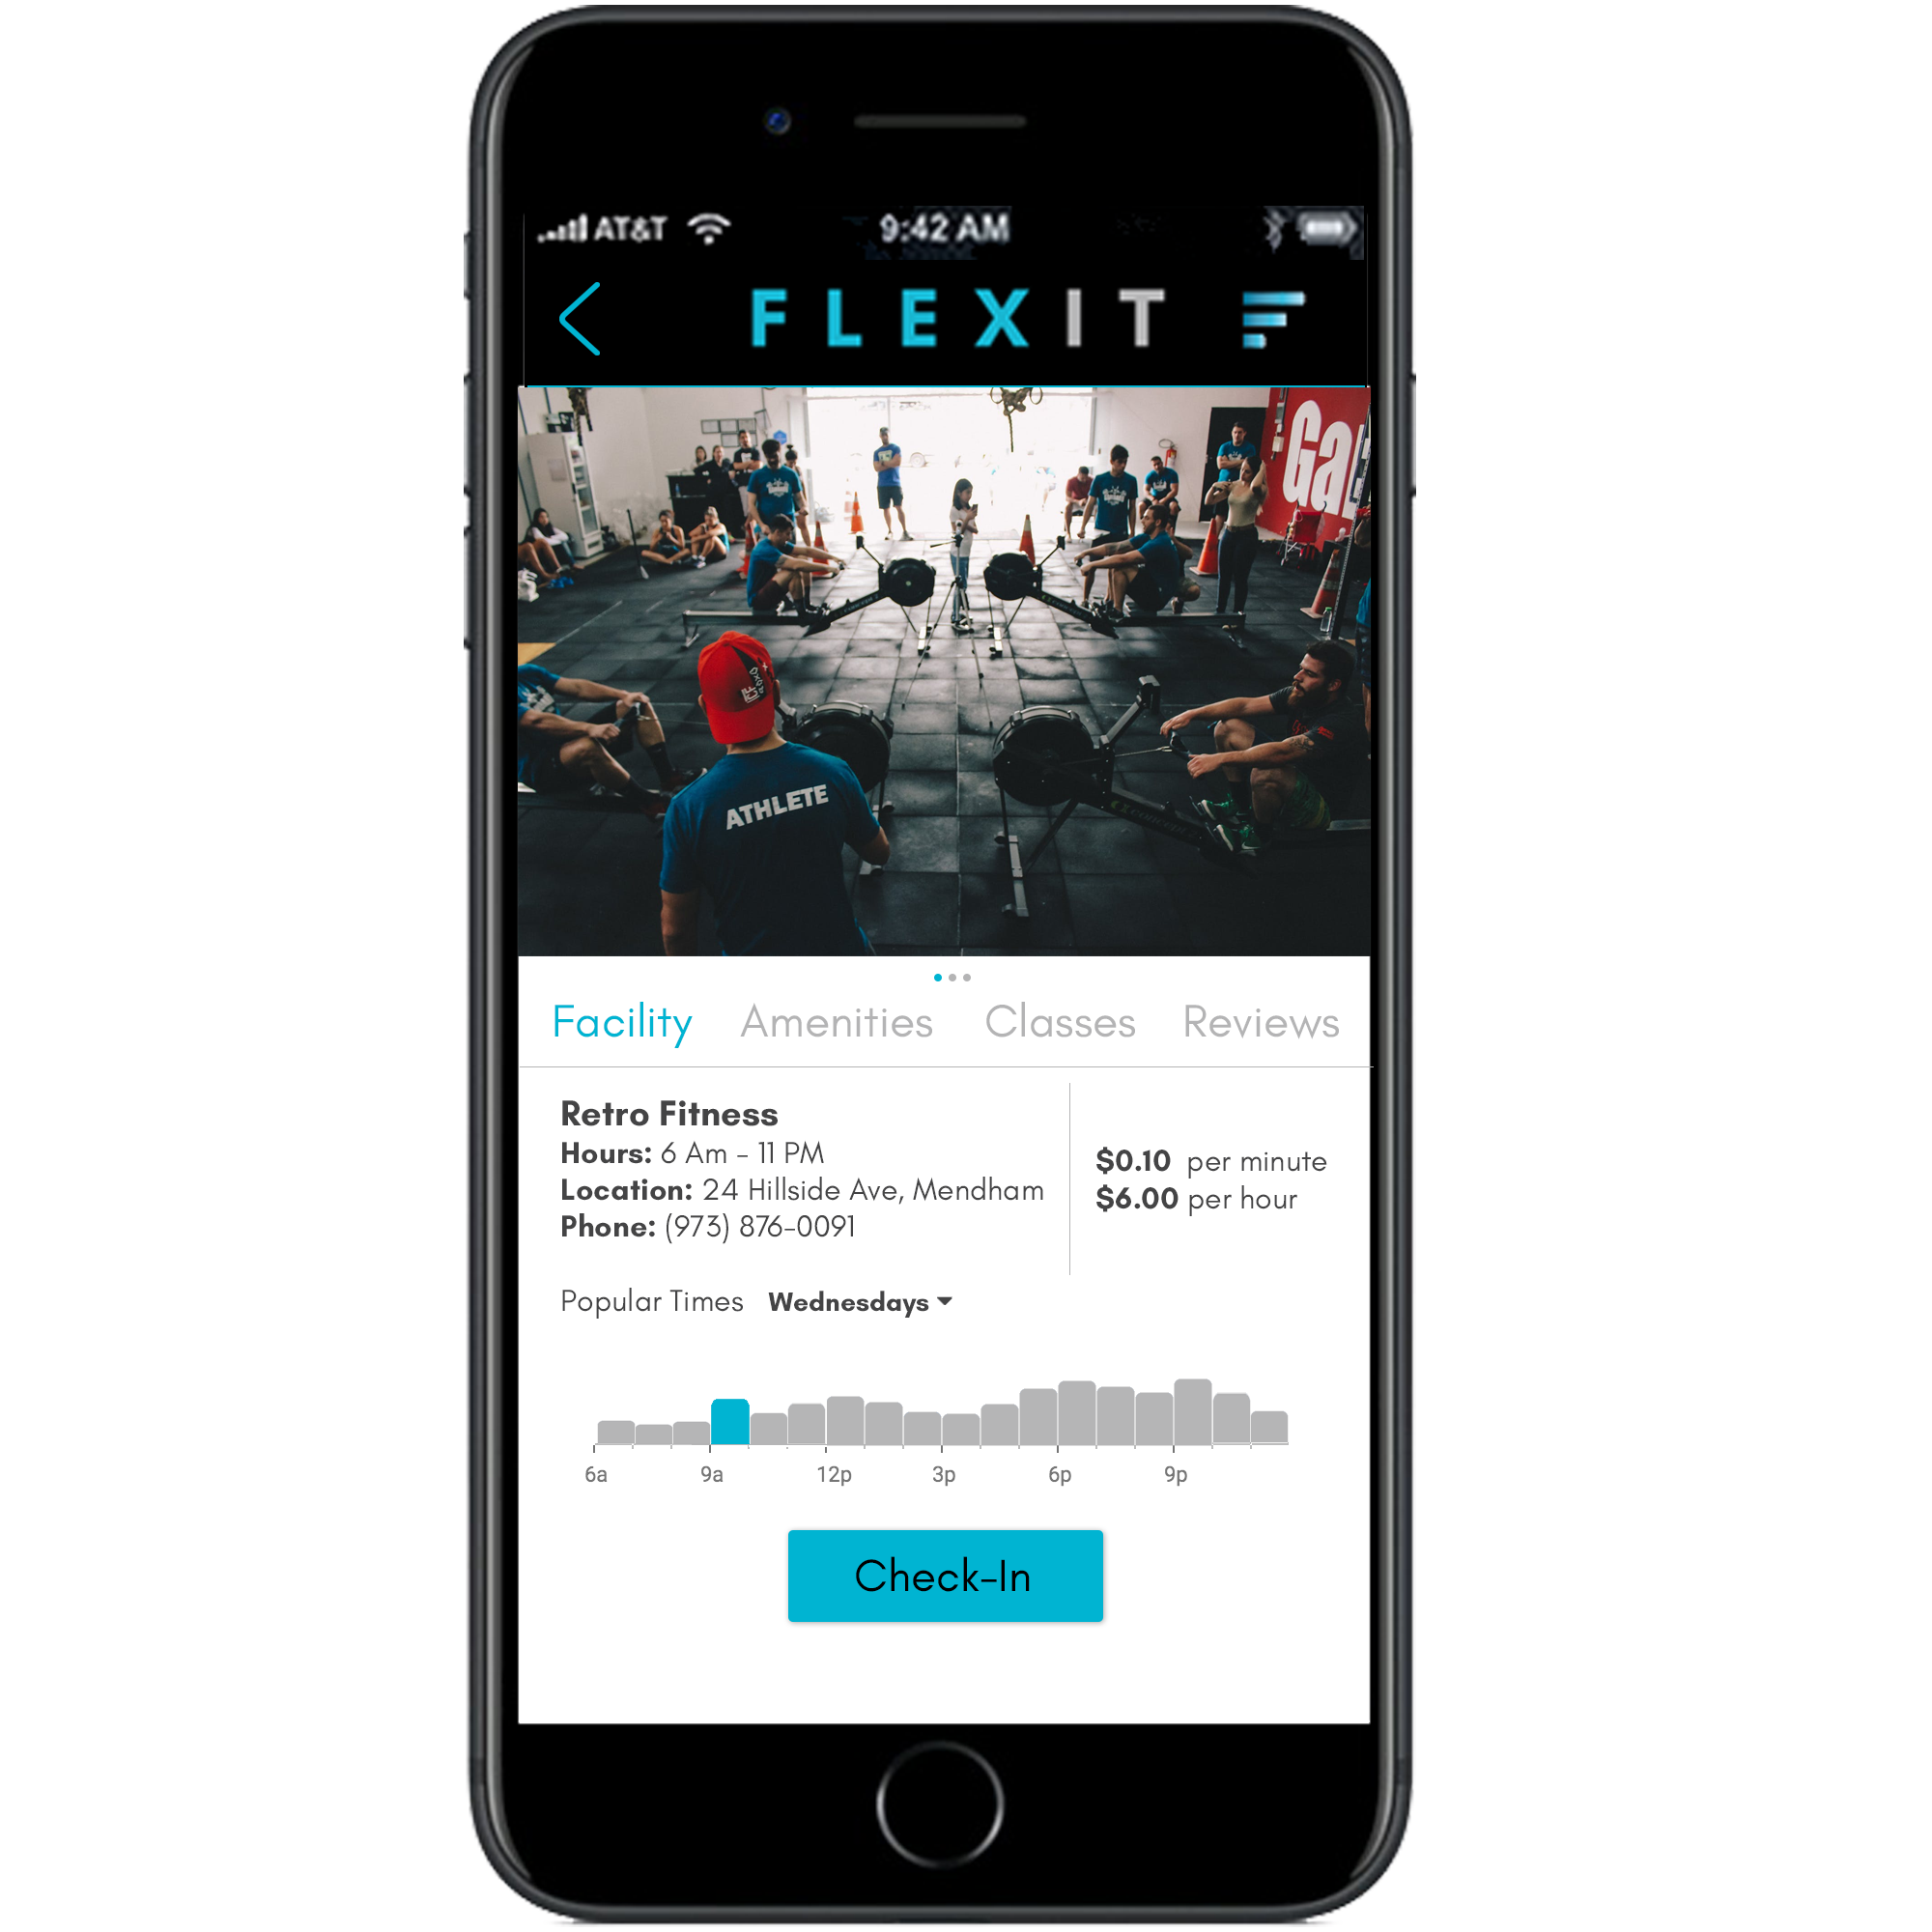 AT&T 9:42 AM
FLEXIT
Ga
ATHLETE
Facility Amenities Classes Reviews
Retro Fitness
Hours: 6 Am - 11 PM
Location: 24 Hillside Ave, Mendham
Phone: (973) 876-0091
$0.10 per minute
$6.00 per hour
Popular Times Wednesdays
6a 9a 12p 3p 6p 9p
Check-In